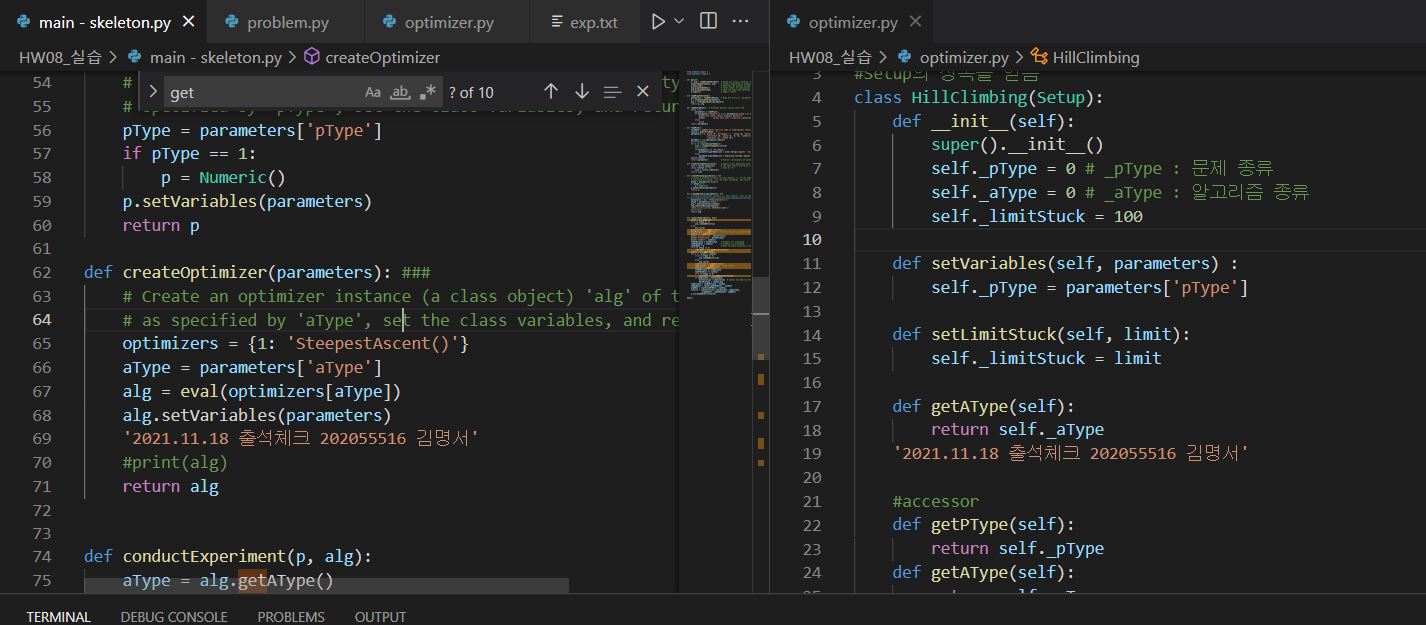 main - skeleton.py
problem.py
optimizer.py
exp.txt
HW08_실습 > main - skeleton.py > createOptimizer
get
Aa ab ? of 10
54 #
55 #
56 pType = parameters['pType']
57 if pType == 1:
58 p = Numeric()
59 p.setVariables(parameters)
60 return p
61
62 def createOptimizer(parameters): ###
63 # Create an optimizer instance (a class object) 'alg' of t
64 # as specified by 'aType', set the class variables, and re
65 optimizers = {1: 'SteepestAscent()'}
66 aType = parameters['aType']
67 alg = eval(optimizers[aType])
68 alg.setVariables(parameters)
69 '2021.11.18 출석체크 202055516 김명서'
70 #print(alg)
71 return alg
72
73
74 def conductExperiment(p, alg):
75 aType = alg.getAType()
optimizer.py
HW08_실습 > optimizer.py > HillClimbing
3 #Setup의 상속을 받음
4 class HillClimbing(Setup):
5 def __init__(self):
6 super().__init__()
7 self._pType = 0 # _pType : 문제 종류
8 self._aType = 0 # _aType : 알고리즘 종류
9 self._limitStuck = 100
10
11 def setVariables(self, parameters) :
12 self._pType = parameters['pType']
13
14 def setLimitStuck(self, limit):
15 self._limitStuck = limit
16
17 def getAType(self):
18 return self._aType
19 '2021.11.18 출석체크 202055516 김명서'
20
21 #accessor
22 def getPType(self):
23 return self._pType
24 def getAType(self):
TERMINAL DEBUG CONSOLE PROBLEMS OUTPUT